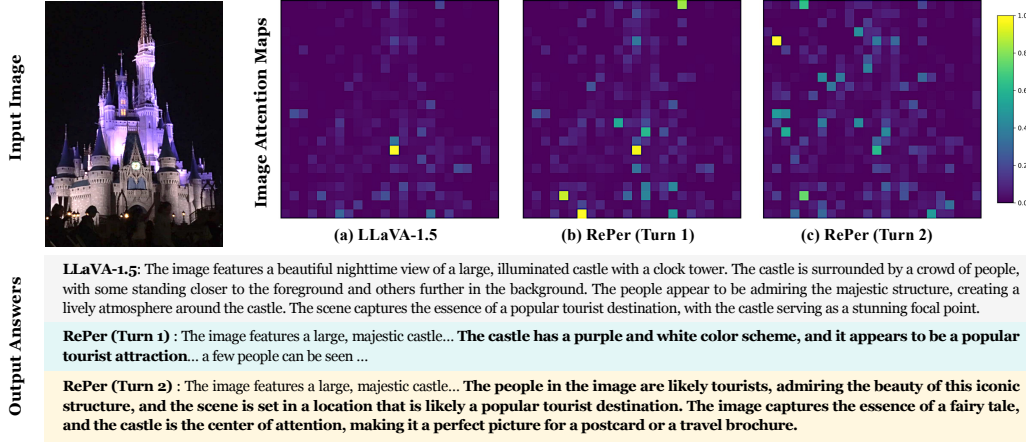 Input Image
Image Attention Maps
1.0
0.8
0.6
0.4
0.2
0.0
(a) LLaVA-1.5
(b) RePer (Turn 1)
(c) RePer (Turn 2)
Output Answers
LLaVA-1.5: The image features a beautiful nighttime view of a large, illuminated castle with a clock tower. The castle is surrounded by a crowd of people,
with some standing closer to the foreground and others further in the background. The people appear to be admiring the majestic structure, creating a
lively atmosphere around the castle. The scene captures the essence of a popular tourist destination, with the castle serving as a stunning focal point.
RePer (Turn 1) : The image features a large, majestic castle... The castle has a purple and white color scheme, and it appears to be a popular
tourist attraction... a few people can be seen ...
RePer (Turn 2) : The image features a large, majestic castle... The people in the image are likely tourists, admiring the beauty of this iconic
structure, and the scene is set in a location that is likely a popular tourist destination. The image captures the essence of a fairy tale,
and the castle is the center of attention, making it a perfect picture for a postcard or a travel brochure.